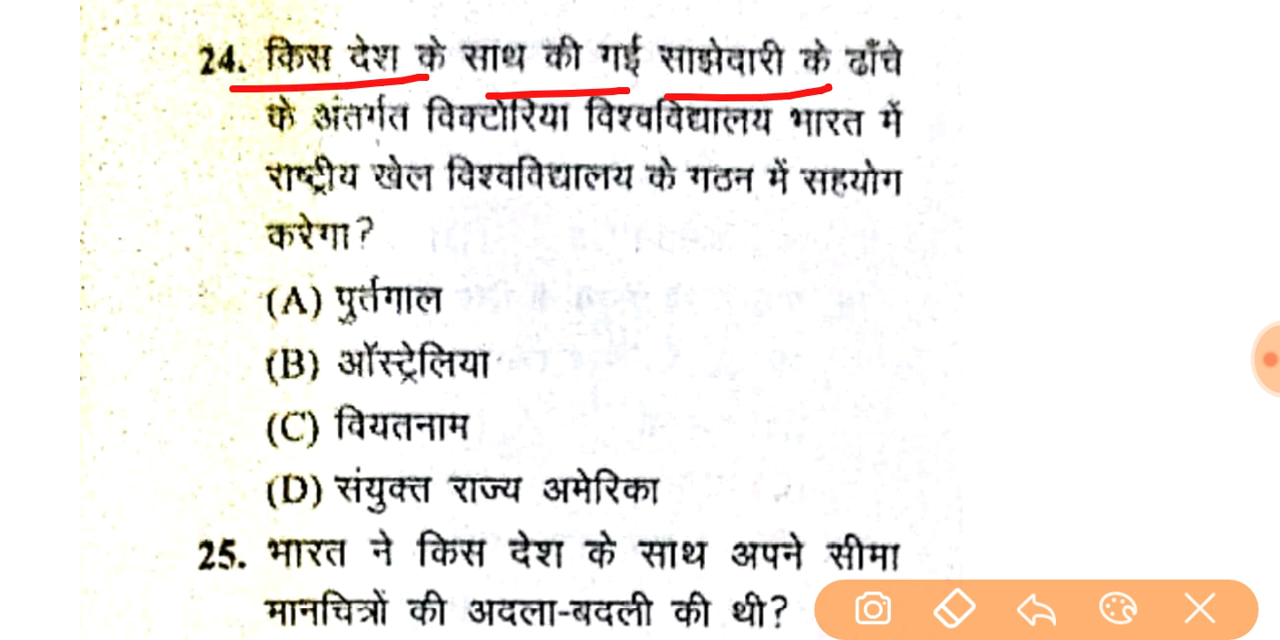 24. किस देश के साथ की गई साझेदारी के ढाँचे
के अंतर्गत विक्टोरिया विश्वविद्यालय भारत में
राष्ट्रीय खेल विश्वविद्यालय के गठन में सहयोग
करेगा?
(A) पुर्तगाल
(B) ऑस्ट्रेलिया
(C) वियतनाम
(D) संयुक्त राज्य अमेरिका
25. भारत ने किस देश के साथ अपने सीमा
मानचित्रों की अदला-बदली की थी?